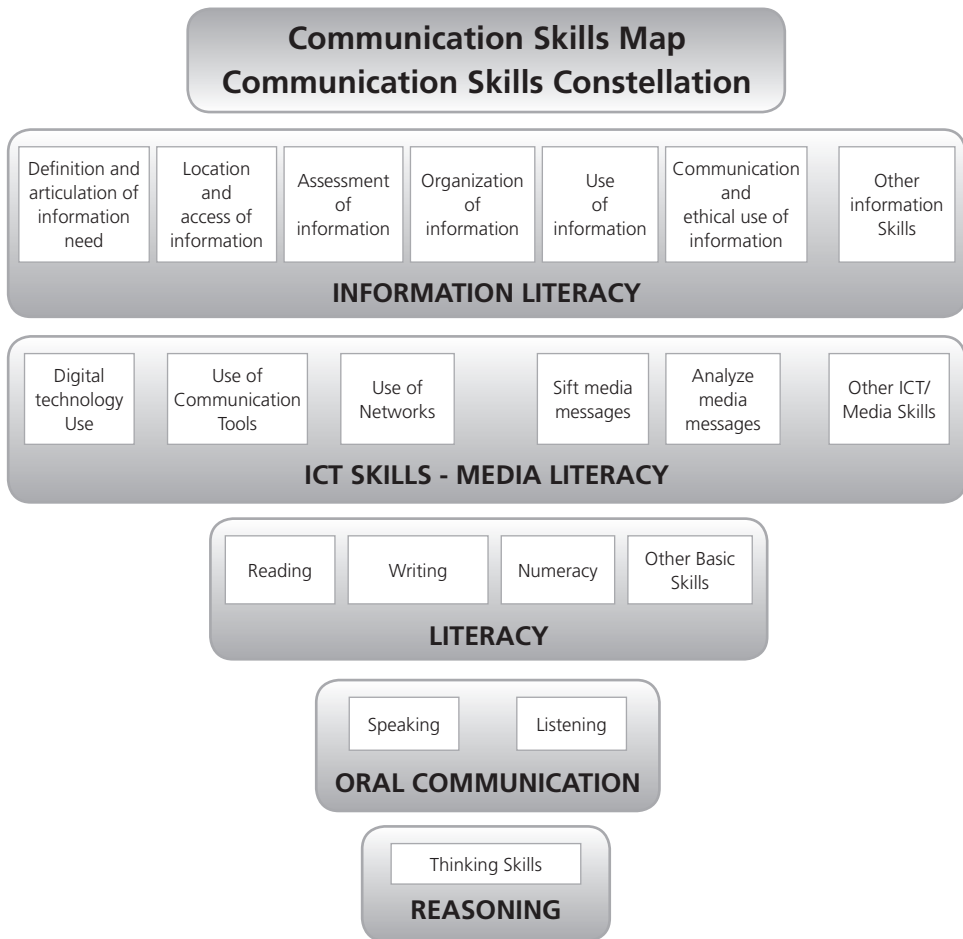 Communication Skills Map
Communication Skills Constellation
Definition and
articulation of
information
need
Location
and
access of
information
Assessment
of
information
Organization
of
information
Use
of
information
Communication
and
ethical use of
information
Other
information
Skills
INFORMATION LITERACY
Digital
technology
Use
Use of
Communication
Tools
Use of
Networks
Sift media
messages
Analyze
media
messages
Other ICT/
Media Skills
ICT SKILLS - MEDIA LITERACY
Reading
Writing
Numeracy
Other Basic
Skills
LITERACY
Speaking
Listening
ORAL COMMUNICATION
Thinking Skills
REASONING